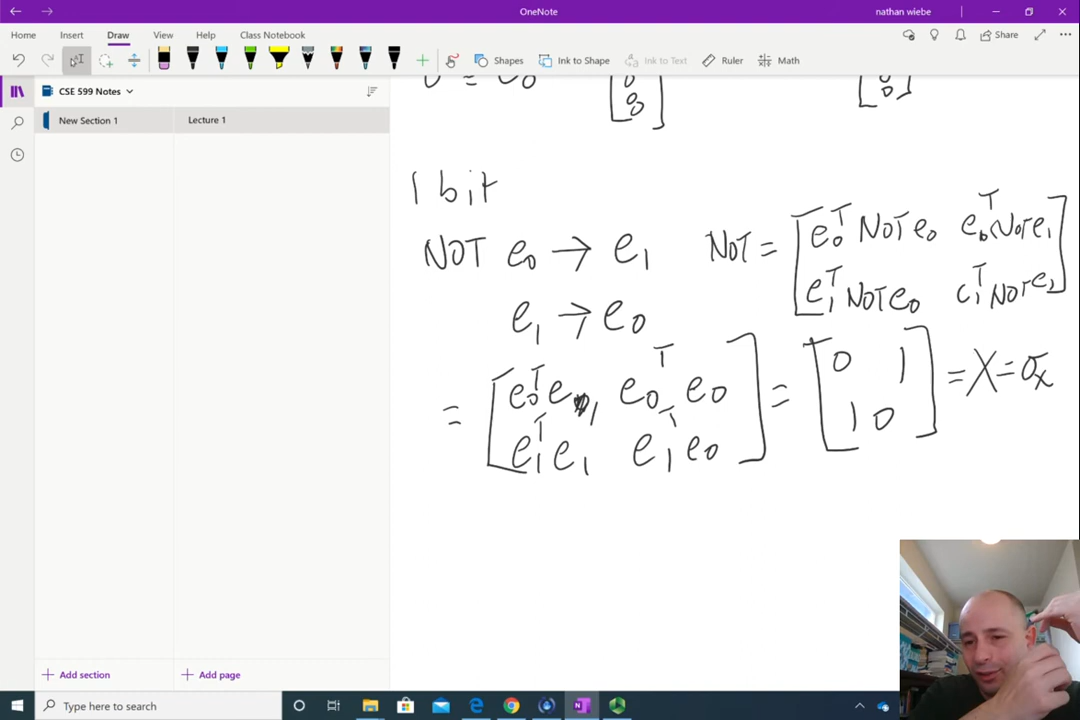 OneNote
nathan wiebe
Home Insert Draw View Help Class Notebook
Share
Shapes Ink to Shape Ink to Text Ruler Math
CSE 599 Notes
New Section 1
Lecture 1
0
0
0
1 bit
NOT e₀ → e₁
e₁ → e₀
NOT = [e₀ᵀ NOT e₀ e₀ᵀ NOT e₁
e₁ᵀ NOT e₀ e₁ᵀ NOT e₁]
= [e₀ᵀ e₁ e₀ᵀ e₀
e₁ᵀ e₁ e₁ᵀ e₀]
= [0 1
1 0]
= X = σₓ
Add section
Add page
Type here to search